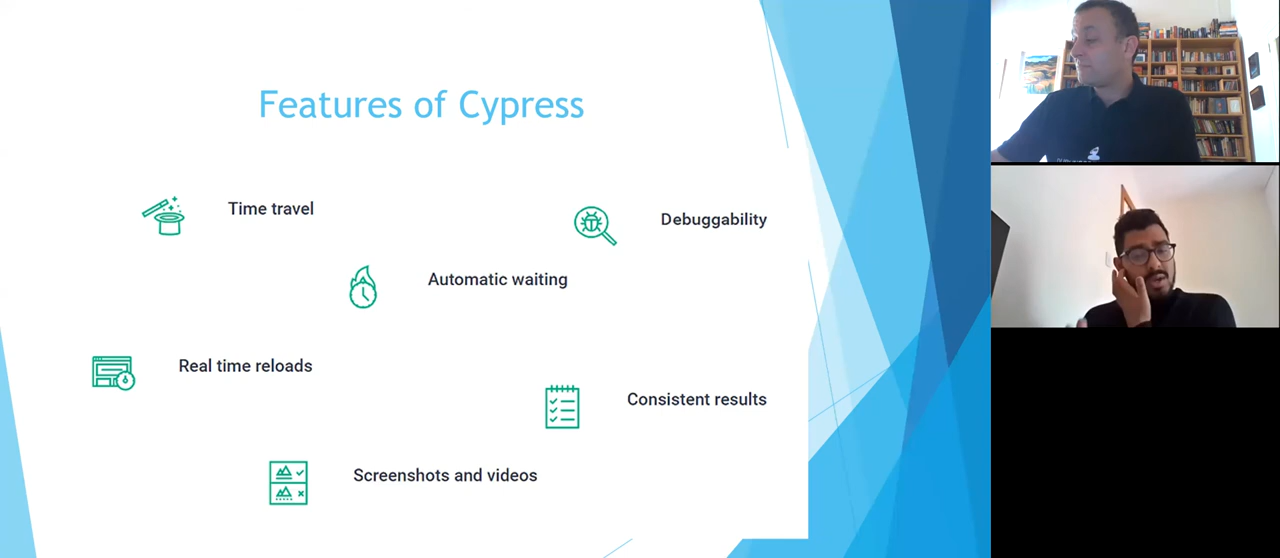 Features of Cypress
Time travel
Debuggability
Automatic waiting
Real time reloads
Consistent results
Screenshots and videos